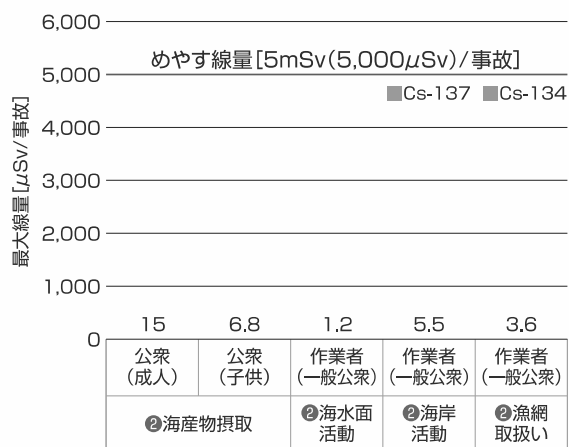 6,000
めやす線量[5mSv(5,000μSv)/事故]
5,000
■Cs-137 ■Cs-134
4,000
3,000
2,000
1,000
0
最大線量[μSv/事故]
15 6.8 1.2 5.5 3.6
公衆
(成人)
公衆
(子供)
作業者
(一般公衆)
作業者
(一般公衆)
作業者
(一般公衆)
❷海産物摂取
❷海水面
活動
❷海岸
活動
❷漁網
取扱い